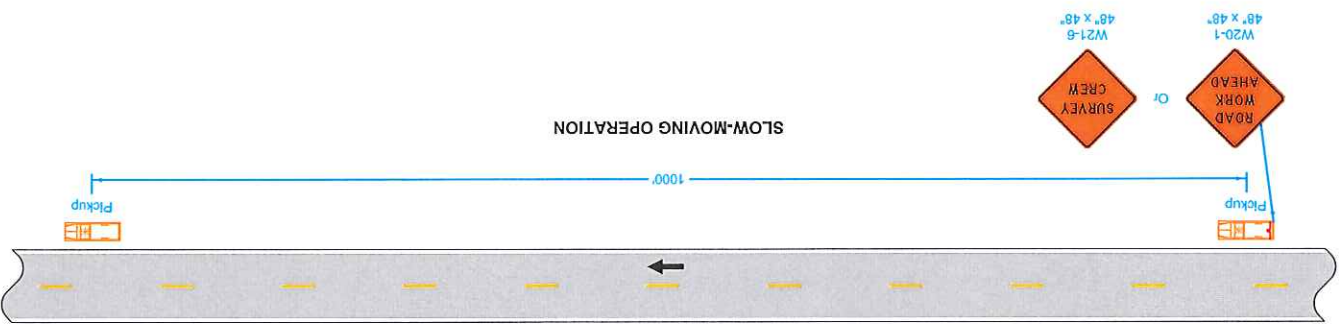 Pickup
Pickup
1000'
SLOW-MOVING OPERATION
ROAD
WORK
AHEAD
Or
SURVEY
CREW
W20-1
48" x 48"
W21-6
48" x 48"